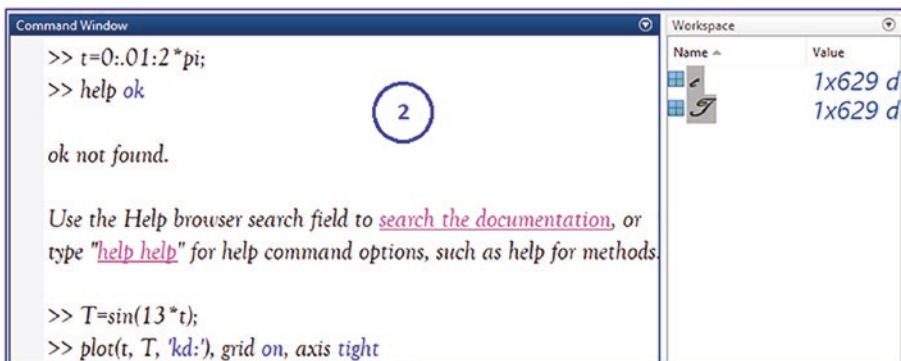 Command Window
>> t=0:.01:2*pi;
>> help ok
2
ok not found.
Use the Help browser search field to search the documentation, or
type "help help" for help command options, such as help for methods.
>> T=sin(13*t);
>> plot(t, T, 'kd:'), grid on, axis tight
Workspace
Name Value
t 1x629 d
T 1x629 d